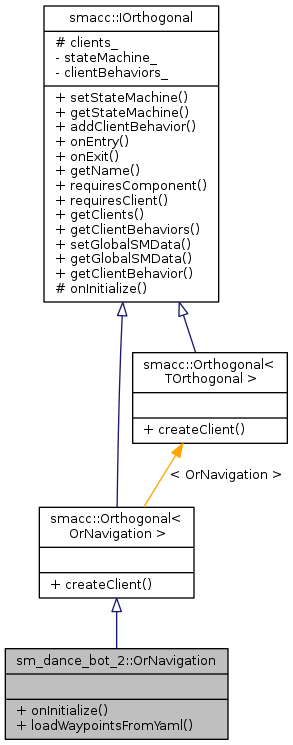 smacc::IOrthogonal
# clients_
- stateMachine_
- clientBehaviors_
+ setStateMachine()
+ getStateMachine()
+ addClientBehavior()
+ onEntry()
+ onExit()
+ getName()
+ requiresComponent()
+ requiresClient()
+ getClients()
+ getClientBehaviors()
+ setGlobalSMData()
+ getGlobalSMData()
+ getClientBehavior()
# onInitialize()
smacc::Orthogonal<
TOrthogonal >
+ createClient()
< OrNavigation >
smacc::Orthogonal<
OrNavigation >
+ createClient()
sm_dance_bot_2::OrNavigation
+ onInitialize()
+ loadWaypointsFromYaml()